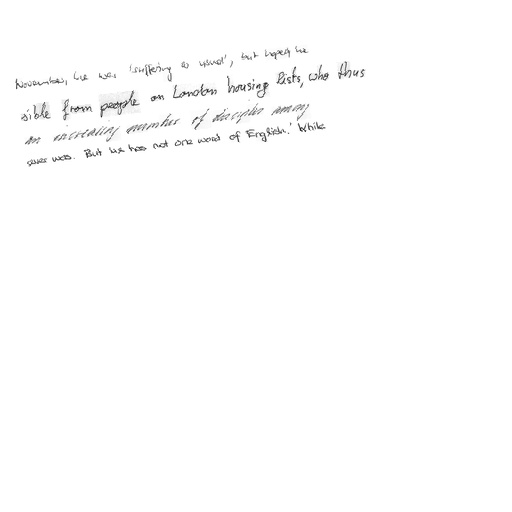 November, he was 'suffering as usual', but hoped he
sible from people on London housing lists, who thus
an increasing number of disciples among
ever was. But he has not one word of English.' While